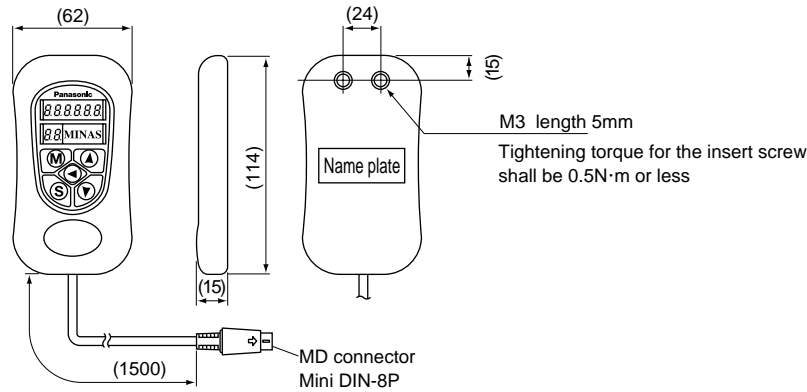 (62)
(24)
(15)
Panasonic
8.8.8.8.8.8.
8.8. MINAS
M
S
(114)
Name plate
M3 length 5mm
Tightening torque for the insert screw
shall be 0.5N·m or less
(15)
(1500)
MD connector
Mini DIN-8P